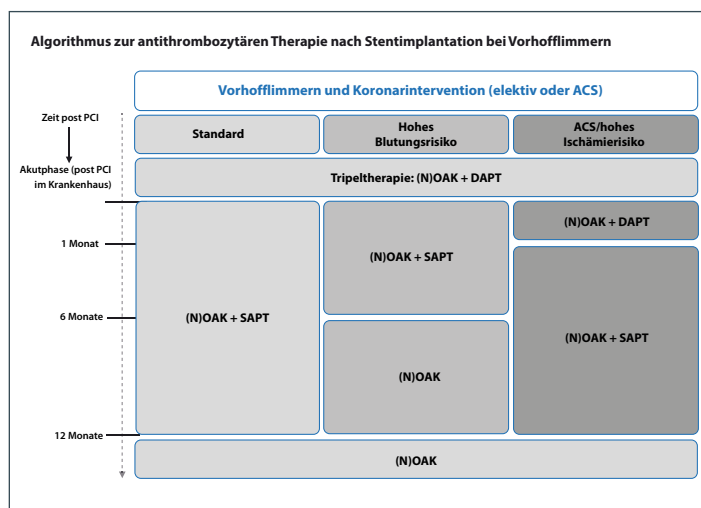 Algorithmus zur antithrombozytären Therapie nach Stentimplantation bei Vorhofflimmern
Vorhofflimmern und Koronarintervention (elektiv oder ACS)
Zeit post PCI
Standard
Hohes
Blutungsrisiko
ACS/hohes
Ischämierisiko
Akutphase (post PCI
im Krankenhaus)
Tripeltherapie: (N)OAK + DAPT
(N)OAK + DAPT
1 Monat
(N)OAK + SAPT
6 Monate
(N)OAK + SAPT
(N)OAK + SAPT
(N)OAK
12 Monate
(N)OAK